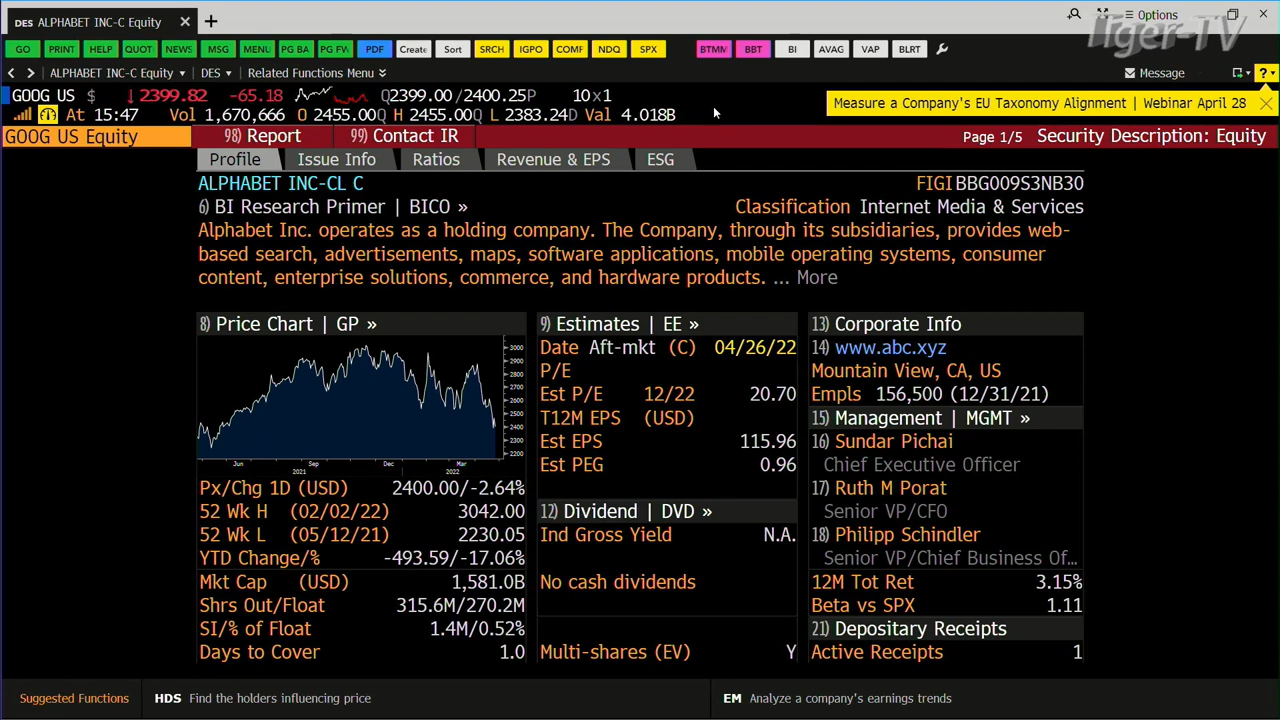 DES ALPHABET INC-C Equity
Options
Tiger-TV
GO PRINT HELP QUOT NEWS MSG MENU PG BA PG FW PDF Create Sort SRCH IGPO COMF NDQ SPX BTMM BBT BI AVAG VAP BLRT
ALPHABET INC-C Equity DES Related Functions Menu Message ?
GOOG US $ ↓2399.82 -65.18 Q2399.00/2400.25P 10x1
At 15:47 Vol 1,670,666 O 2455.00Q H 2455.00Q L 2383.24D Val 4.018B
Measure a Company's EU Taxonomy Alignment | Webinar April 28
GOOG US Equity 98) Report 99) Contact IR Page 1/5 Security Description: Equity
Profile Issue Info Ratios Revenue & EPS ESG
ALPHABET INC-CL C FIGI BBG009S3NB30
6) BI Research Primer | BICO » Classification Internet Media & Services
Alphabet Inc. operates as a holding company. The Company, through its subsidiaries, provides web-
based search, advertisements, maps, software applications, mobile operating systems, consumer
content, enterprise solutions, commerce, and hardware products. ... More
8) Price Chart | GP »
3000
2900
2800
2700
2600
2500
2400
2300
2200
Jun Sep Dec Mar
2021 2022
Px/Chg 1D (USD) 2400.00/-2.64%
52 Wk H (02/02/22) 3042.00
52 Wk L (05/12/21) 2230.05
YTD Change/% -493.59/-17.06%
Mkt Cap (USD) 1,581.0B
Shrs Out/Float 315.6M/270.2M
SI/% of Float 1.4M/0.52%
Days to Cover 1.0
9) Estimates | EE »
Date Aft-mkt (C) 04/26/22
P/E
Est P/E 12/22 20.70
T12M EPS (USD)
Est EPS 115.96
Est PEG 0.96
12) Dividend | DVD »
Ind Gross Yield N.A.
No cash dividends
Multi-shares (EV) Y
13) Corporate Info
14) www.abc.xyz
Mountain View, CA, US
Empls 156,500 (12/31/21)
15) Management | MGMT »
16) Sundar Pichai
Chief Executive Officer
17) Ruth M Porat
Senior VP/CFO
18) Philipp Schindler
Senior VP/Chief Business Of...
12M Tot Ret 3.15%
Beta vs SPX 1.11
21) Depositary Receipts
Active Receipts 1
Suggested Functions HDS Find the holders influencing price EM Analyze a company's earnings trends